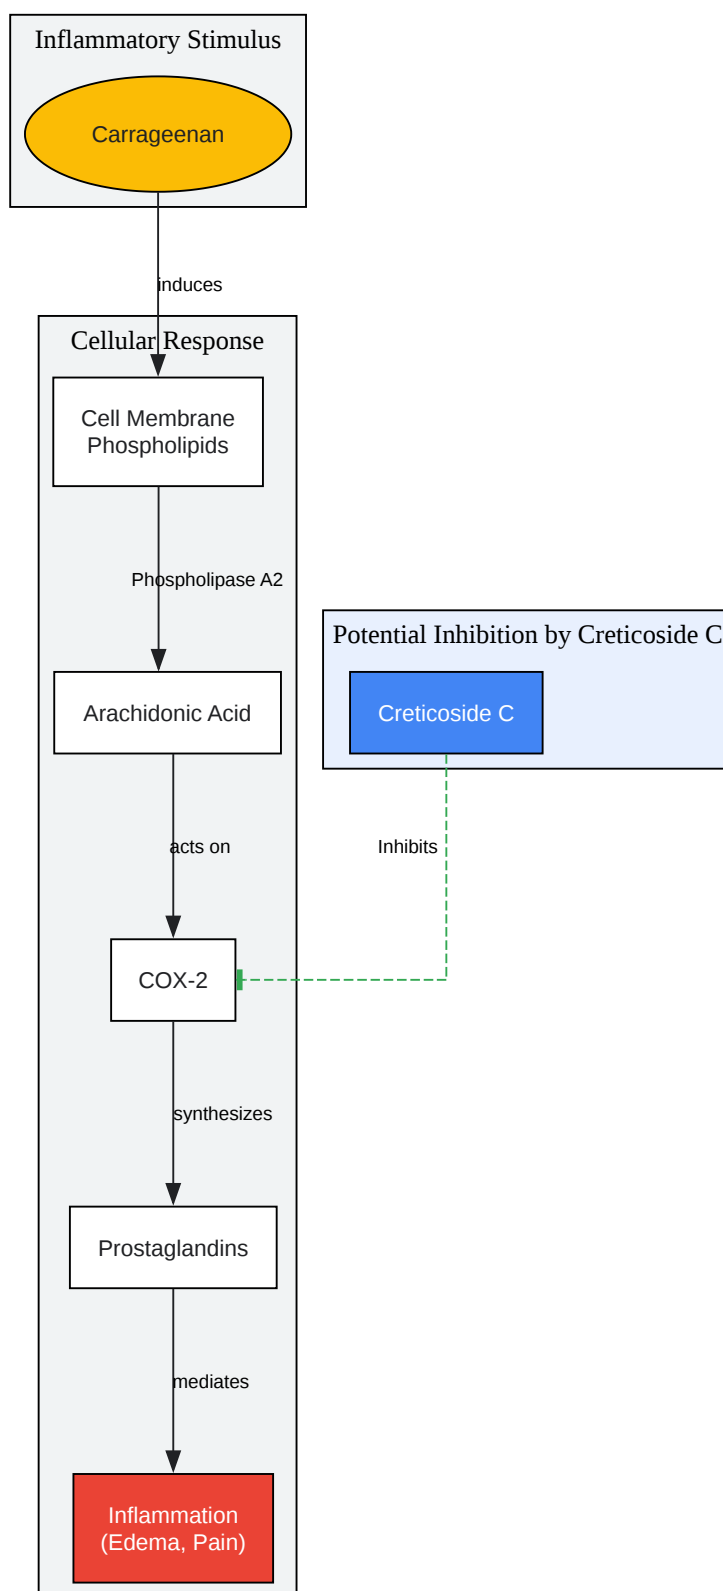 Inflammatory Stimulus
Carrageenan
induces
Cellular Response
Cell Membrane
Phospholipids
Phospholipase A2
Potential Inhibition by Creticoside C
Arachidonic Acid
Creticoside C
acts on
Inhibits
COX-2
synthesizes
Prostaglandins
mediates
Inflammation
(Edema, Pain)